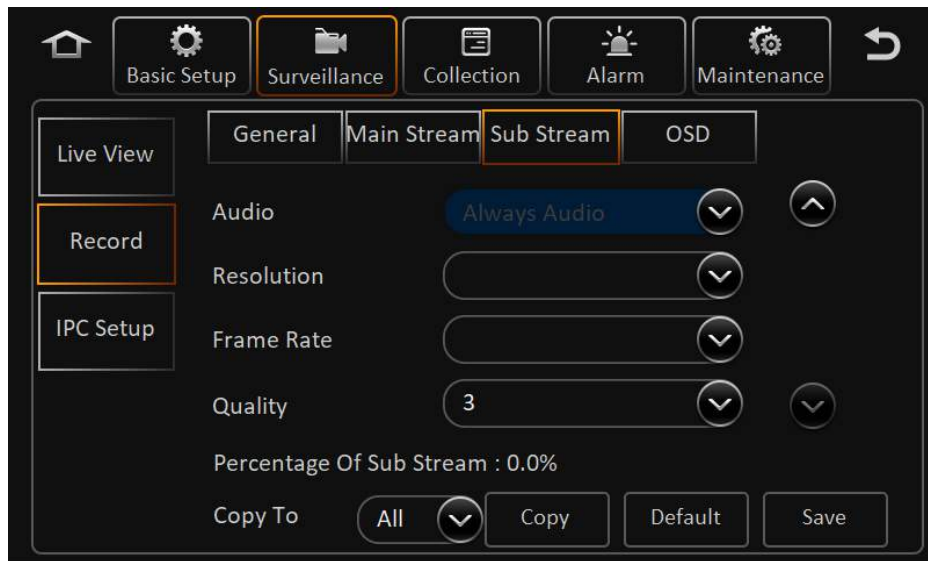 Basic Setup Surveillance Collection Alarm Maintenance
General Main Stream Sub Stream OSD
Live View
Record
IPC Setup
Audio Always Audio
Resolution
Frame Rate
Quality 3
Percentage Of Sub Stream : 0.0%
Copy To All Copy Default Save